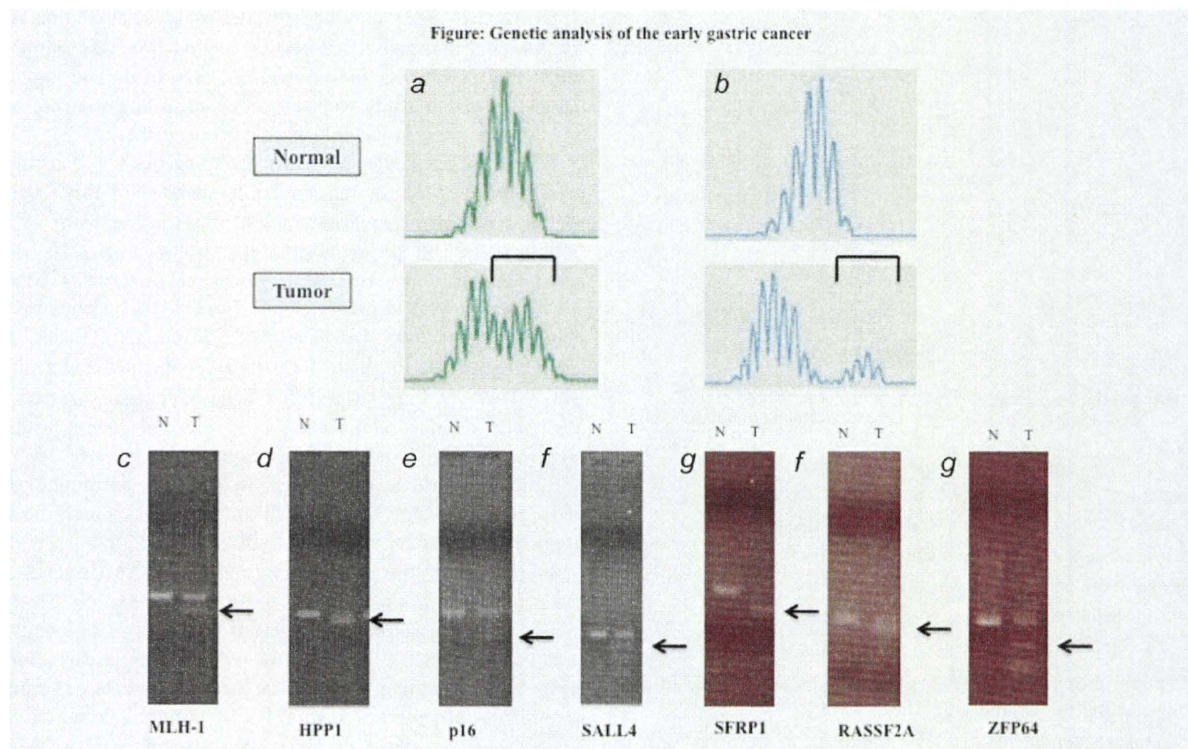 Figure: Genetic analysis of the early gastric cancer
a b
Normal
Tumor
N T N T N T N T N T N T N T
c d e f g f g
MLH-1 HPP1 p16 SALL4 SFRP1 RASSF2A ZFP64